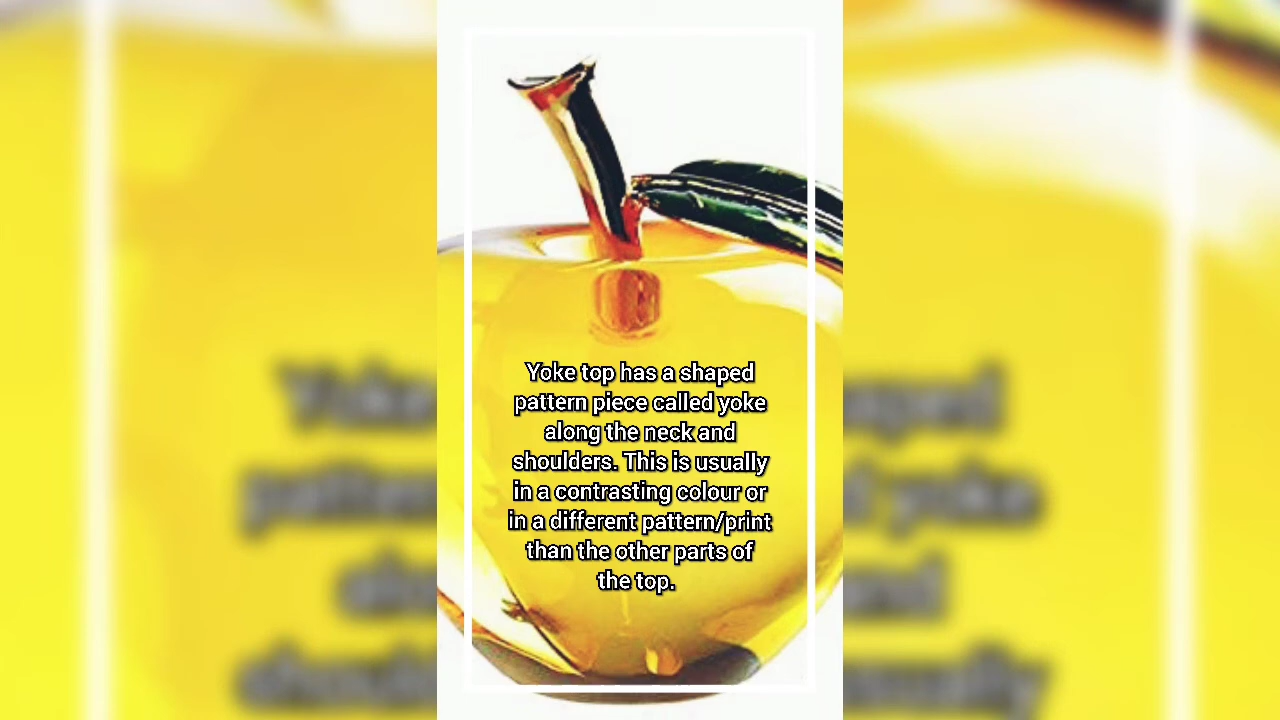 Yoke top has a shaped
pattern piece called yoke
along the neck and
shoulders. This is usually
in a contrasting colour or
in a different pattern/print
than the other parts of
the top.